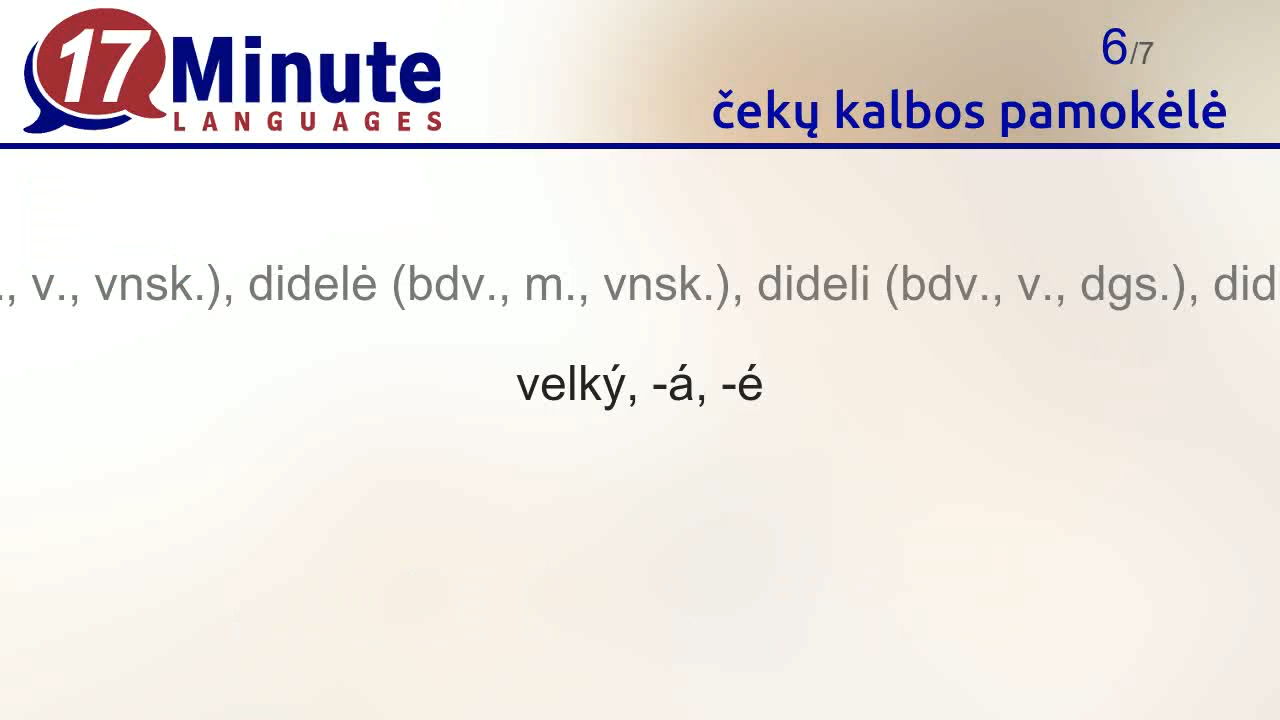 17 Minute
LANGUAGES
6/7
čekų kalbos pamokėlė
., v., vnsk.), didelė (bdv., m., vnsk.), dideli (bdv., v., dgs.), did
velký, -á, -é